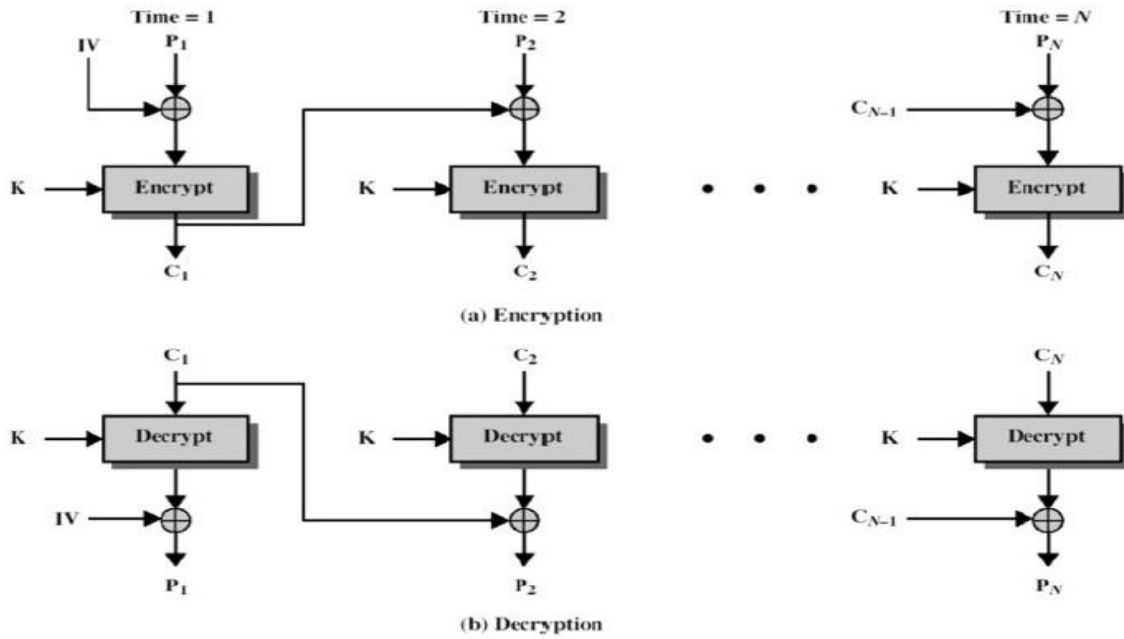 Time = 1 Time = 2 Time = N
IV P1 P2 PN
CN–1
K Encrypt K Encrypt • • • K Encrypt
C1 C2 CN
(a) Encryption
C1 C2 CN
K Decrypt K Decrypt • • • K Decrypt
IV CN–1
P1 P2 PN
(b) Decryption